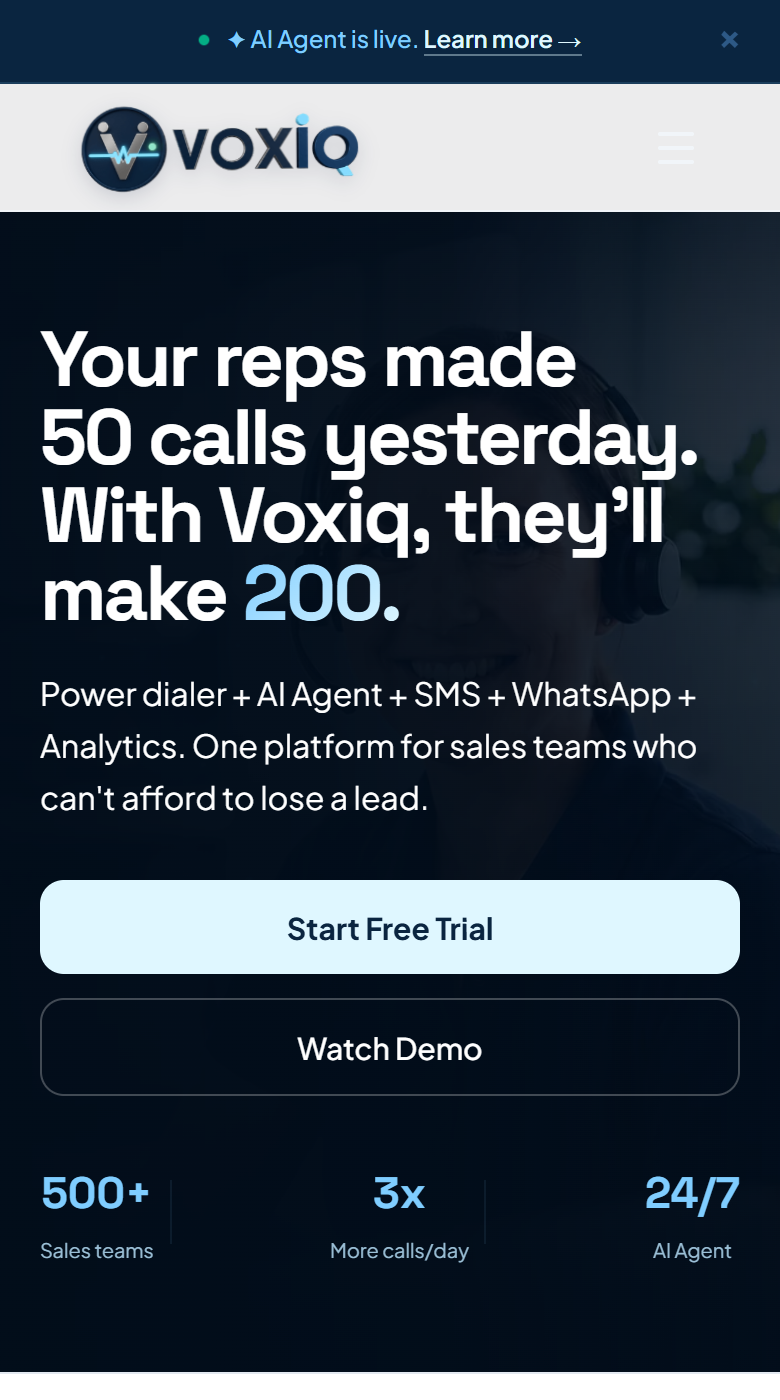 ✦ AI Agent is live. Learn more →
×
VOXIQ
Your reps made
50 calls yesterday.
With Voxiq, they’ll
make 200.
Power dialer + AI Agent + SMS + WhatsApp +
Analytics. One platform for sales teams who
can't afford to lose a lead.
Start Free Trial
Watch Demo
500+ 3x 24/7
Sales teams More calls/day AI Agent